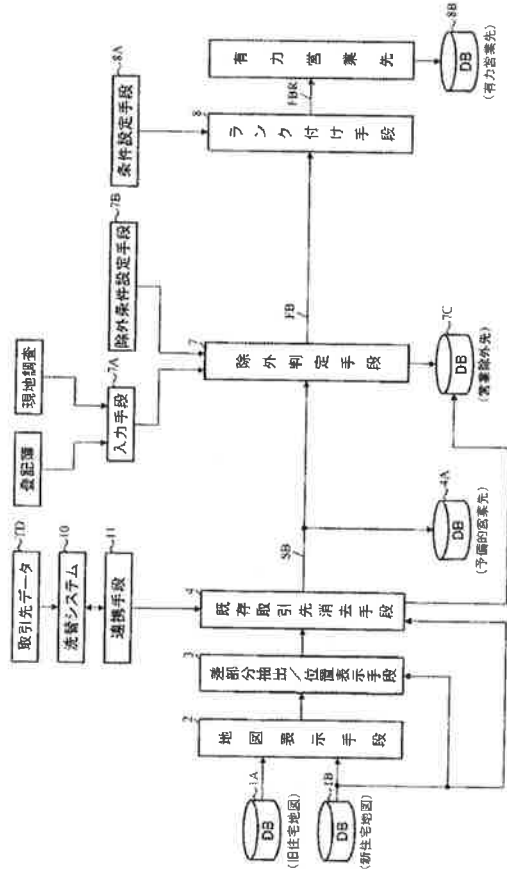 取引先データ
7D
洗替システム
10
連携手段
11
登記簿
現地調査
入力手段
7A
除外条件設定手段
7B
条件設定手段
8A
DB
1A
(旧住宅地図)
DB
1B
(新住宅地図)
地図表示手段
2
差部分抽出/位置表示手段
3
既存取引先消去手段
4
SB
DB
4A
(予備的営業先)
除外判定手段
7
FB
DB
7C
(営業除外先)
ランク付け手段
8
FBR
有力営業先
DB
8B
(有力営業先)